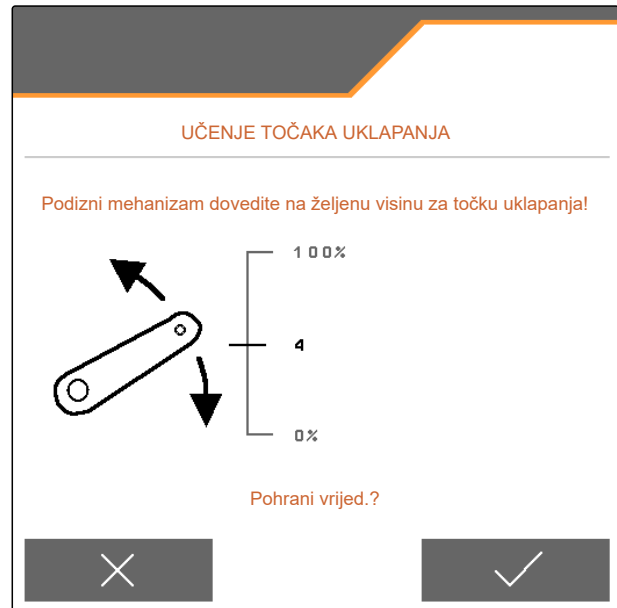 UČENJE TOČAKA UKLAPANJA
Podizni mehanizam dovedite na željenu visinu za točku uklapanja!
100%
4
0%
Pohrani vrijed.?